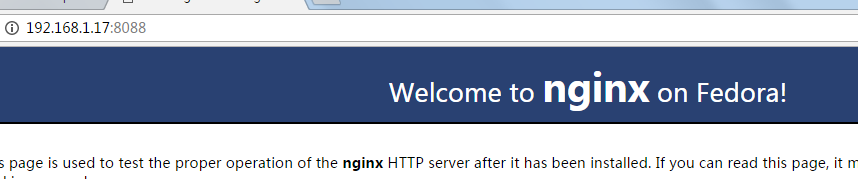 192.168.1.17:8088
Welcome to nginx on Fedora!
page is used to test the proper operation of the nginx HTTP server after it has been installed. If you can read this page, it